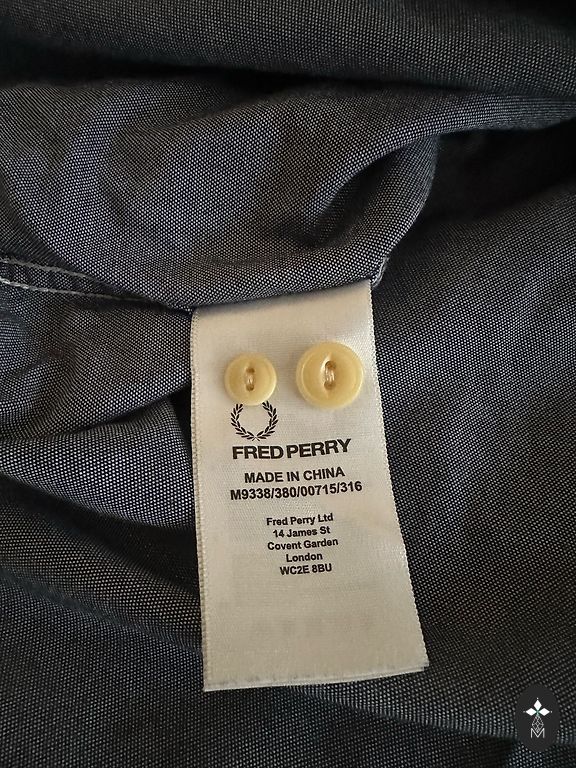 FRED PERRY
MADE IN CHINA
M9338/380/00715/316
Fred Perry Ltd
14 James St
Covent Garden
London
WC2E 8BU
M